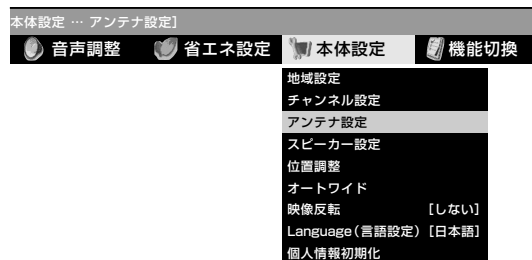 本体設定 … アンテナ設定]
音声調整 省エネ設定 本体設定 機能切換
地域設定
チャンネル設定
アンテナ設定
スピーカー設定
位置調整
オートワイド
映像反転 [しない]
Language(言語設定) [日本語]
個人情報初期化